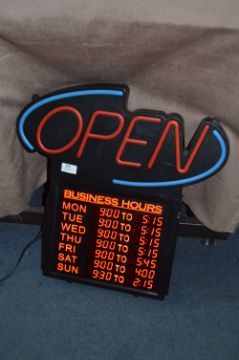 OPEN
BUSINESS HOURS
MON 9:00 TO 5:15
TUE 9:00 TO 5:15
WED 9:00 TO 5:15
THU 9:00 TO 5:15
FRI 9:00 TO 5:45
SAT 9:00 TO 4:00
SUN 9:30 TO 2:15